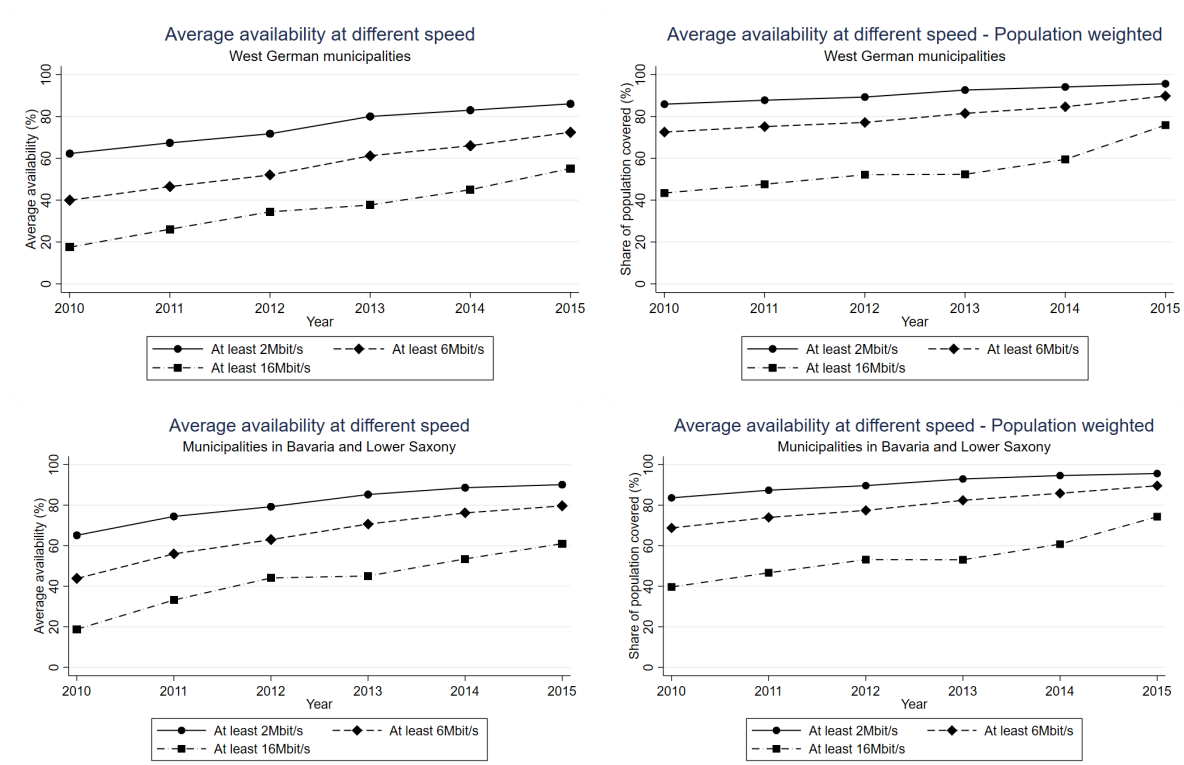 Average availability at different speed
West German municipalities
Average availability (%)
100
80
60
40
20
0
2010 2011 2012 2013 2014 2015
Year
At least 2Mbit/s At least 6Mbit/s
At least 16Mbit/s
Average availability at different speed - Population weighted
West German municipalities
Share of population covered (%)
100
80
60
40
20
0
2010 2011 2012 2013 2014 2015
Year
At least 2Mbit/s At least 6Mbit/s
At least 16Mbit/s
Average availability at different speed
Municipalities in Bavaria and Lower Saxony
Average availability (%)
100
80
60
40
20
0
2010 2011 2012 2013 2014 2015
Year
At least 2Mbit/s At least 6Mbit/s
At least 16Mbit/s
Average availability at different speed - Population weighted
Municipalities in Bavaria and Lower Saxony
Share of population covered (%)
100
80
60
40
20
0
2010 2011 2012 2013 2014 2015
Year
At least 2Mbit/s At least 6Mbit/s
At least 16Mbit/s